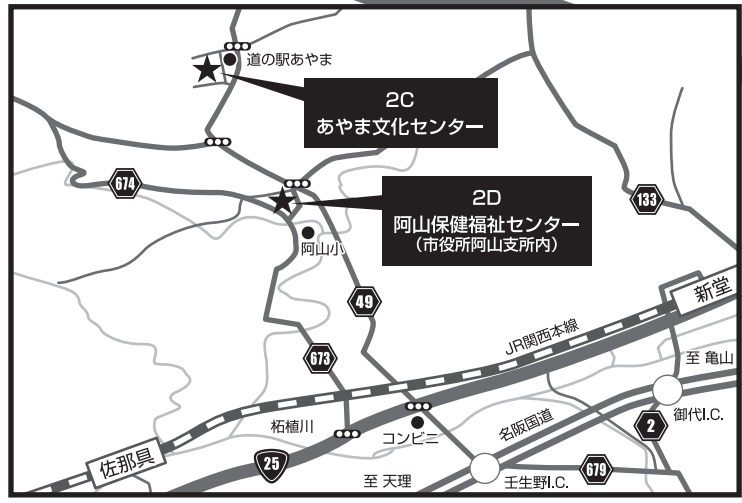 道の駅あやま
2C
あやま文化センター
674
2D
阿山保健福祉センター
（市役所阿山支所内）
133
阿山小
新堂
49
JR関西本線
673
至 亀山
御代I.C.
柘植川
コンビニ
名阪国道
2
佐那具
25
至 天理
壬生野I.C.
679